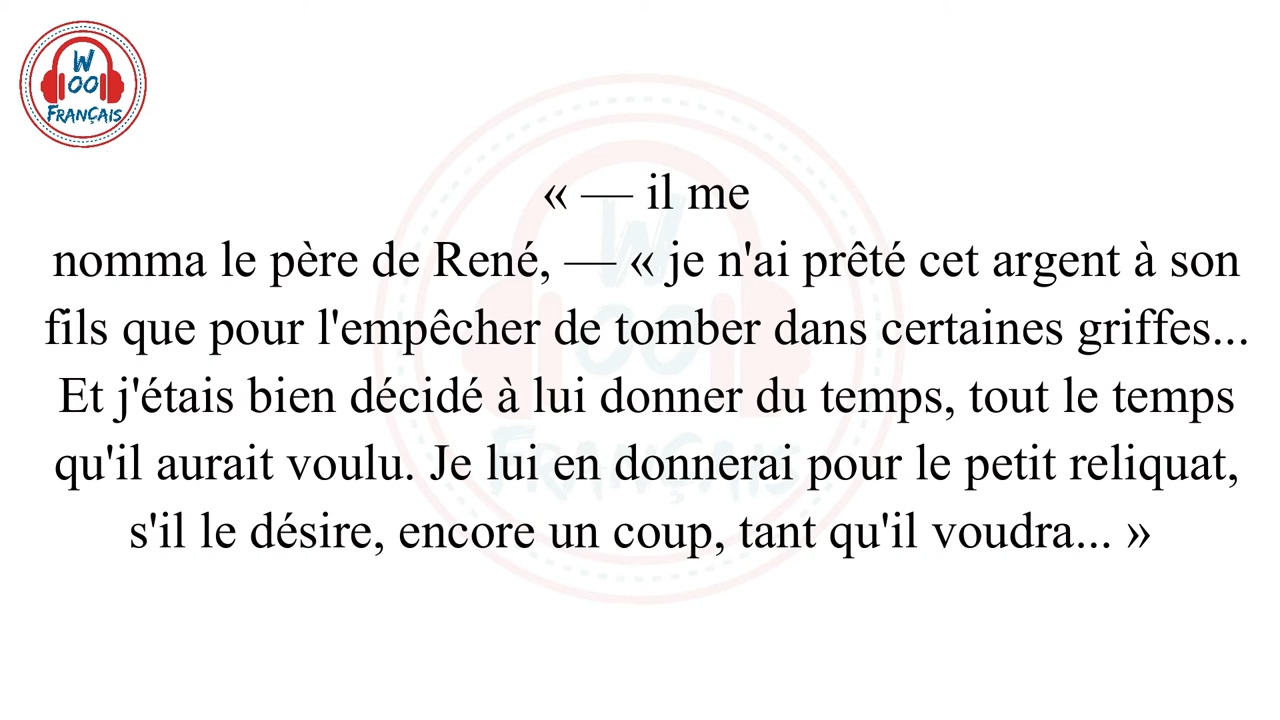 W
OO
FRANÇAIS
« — il me
nomma le père de René, — « je n'ai prêté cet argent à son
fils que pour l'empêcher de tomber dans certaines griffes...
Et j'étais bien décidé à lui donner du temps, tout le temps
qu'il aurait voulu. Je lui en donnerai pour le petit reliquat,
s'il le désire, encore un coup, tant qu'il voudra... »